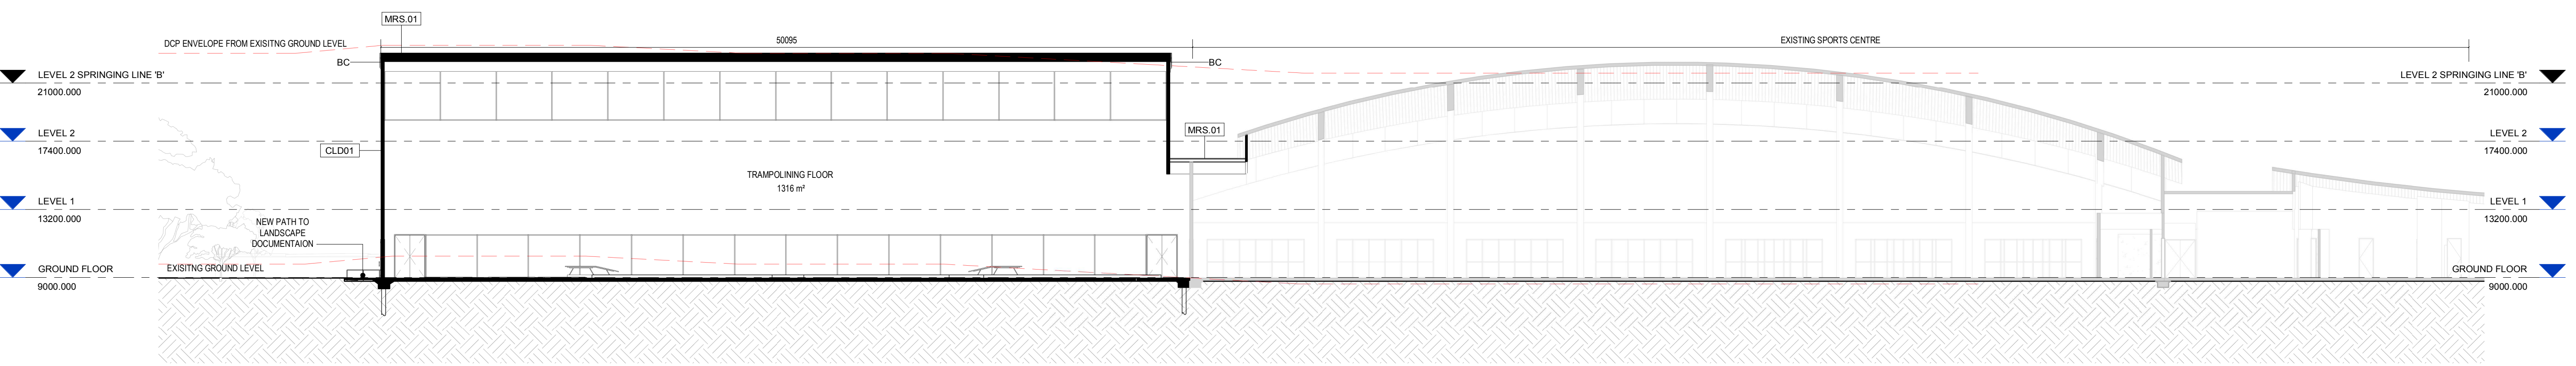 MRS.01
DCP ENVELOPE FROM EXISITNG GROUND LEVEL
50095
EXISTING SPORTS CENTRE
BC
BC
LEVEL 2 SPRINGING LINE 'B'
21000.000
LEVEL 2 SPRINGING LINE 'B'
21000.000
LEVEL 2
17400.000
CLD01
MRS.01
LEVEL 2
17400.000
TRAMPOLINING FLOOR
1316 m²
LEVEL 1
13200.000
LEVEL 1
13200.000
NEW PATH TO
LANDSCAPE
DOCUMENTAION
EXISITNG GROUND LEVEL
GROUND FLOOR
9000.000
GROUND FLOOR
9000.000